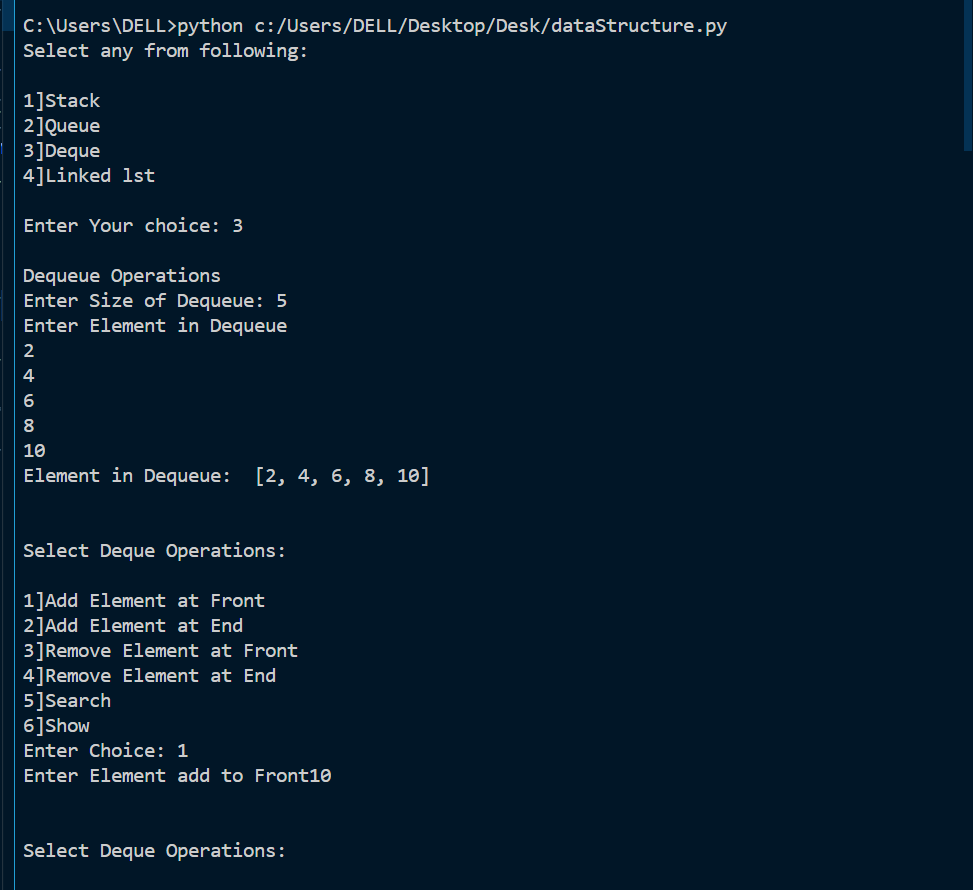 C:\Users\DELL>python c:/Users/DELL/Desktop/Desk/dataStructure.py
Select any from following:
1]Stack
2]Queue
3]Deque
4]Linked lst
Enter Your choice: 3
Dequeue Operations
Enter Size of Dequeue: 5
Enter Element in Dequeue
2
4
6
8
10
Element in Dequeue:  [2, 4, 6, 8, 10]
Select Deque Operations:
1]Add Element at Front
2]Add Element at End
3]Remove Element at Front
4]Remove Element at End
5]Search
6]Show
Enter Choice: 1
Enter Element add to Front10
Select Deque Operations: